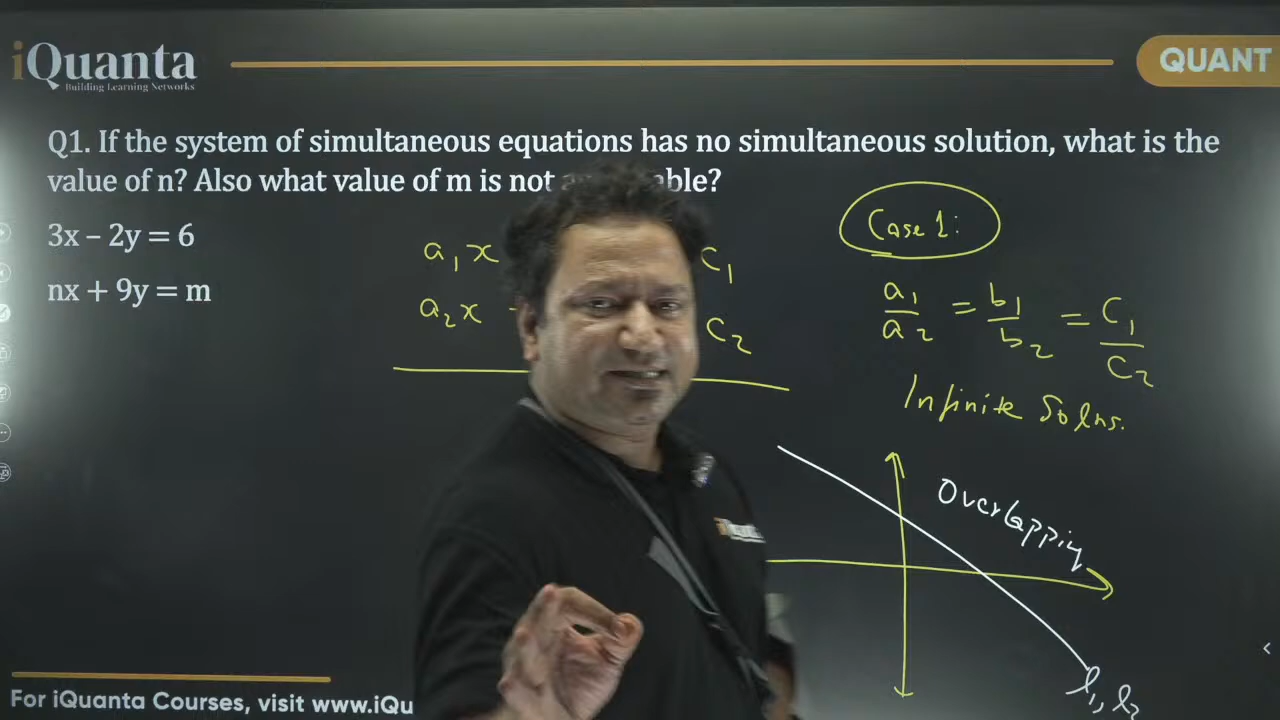 iQuanta
Building Learning Networks
QUANT
Q1. If the system of simultaneous equations has no simultaneous solution, what is the
value of n? Also what value of m is not
3x – 2y = 6
nx + 9y = m
a₁x
c₁
a₂x
c₂
Case 1:
a₁/a₂ = b₁/b₂ = c₁/c₂
Infinite Solns.
Overlapping
l₁, l₂
For iQuanta Courses, visit www.iQu